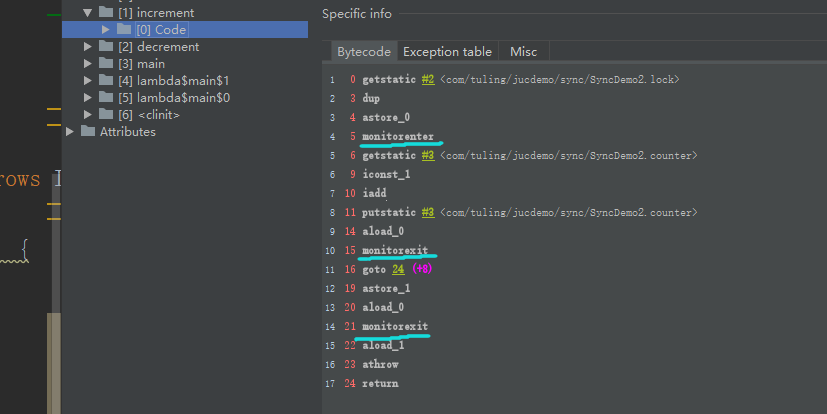 [1] increment
[0] Code
[2] decrement
[3] main
[4] lambda$main$1
[5] lambda$main$0
[6] <clinit>
Attributes
rows I
{
Specific info
Bytecode Exception table Misc
1 0 getstatic #2 <com/tuling/jucdemo/sync/SyncDemo2.lock>
2 3 dup
3 4 astore_0
4 5 monitorenter
5 6 getstatic #3 <com/tuling/jucdemo/sync/SyncDemo2.counter>
6 9 iconst_1
7 10 iadd
8 11 putstatic #3 <com/tuling/jucdemo/sync/SyncDemo2.counter>
9 14 aload_0
10 15 monitorexit
11 16 goto 24 (+8)
12 19 astore_1
13 20 aload_0
14 21 monitorexit
15 22 aload_1
16 23 athrow
17 24 return